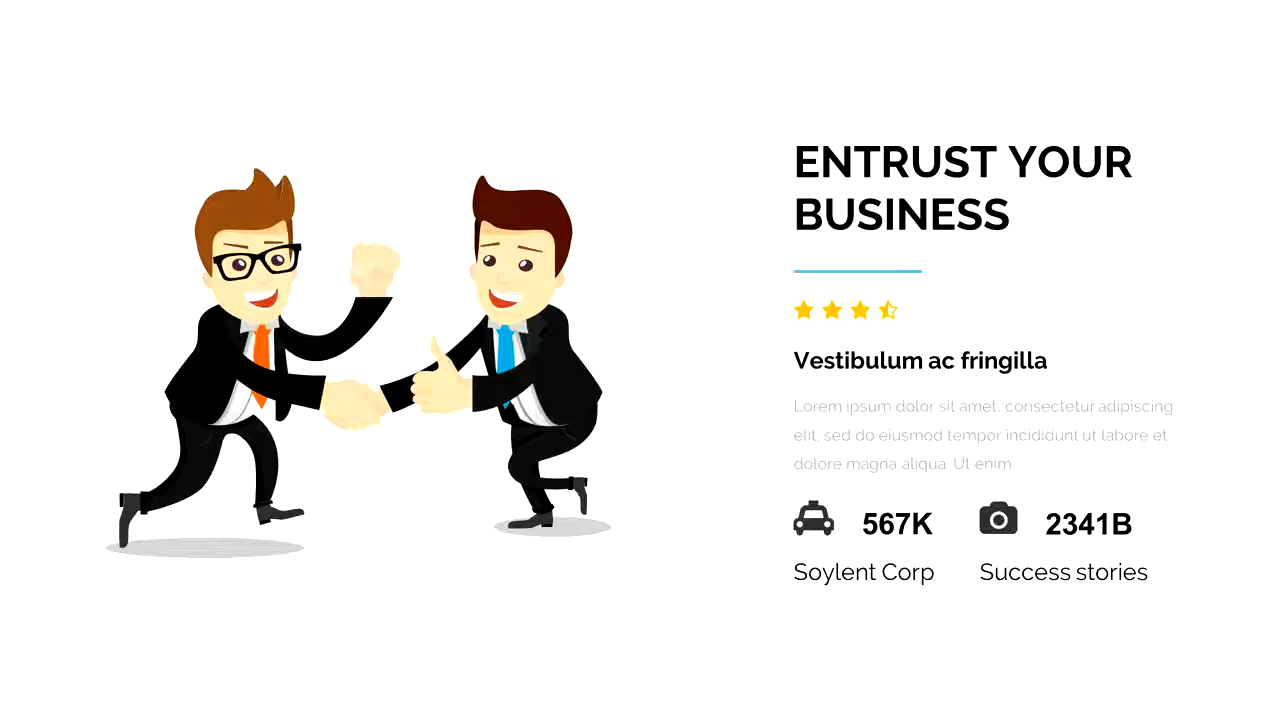 ENTRUST YOUR
BUSINESS
Vestibulum ac fringilla
Lorem ipsum dolor sit amet, consectetur adipiscing
elit, sed do eiusmod tempor incididunt ut labore et
dolore magna aliqua. Ut enim
567K 2341B
Soylent Corp Success stories